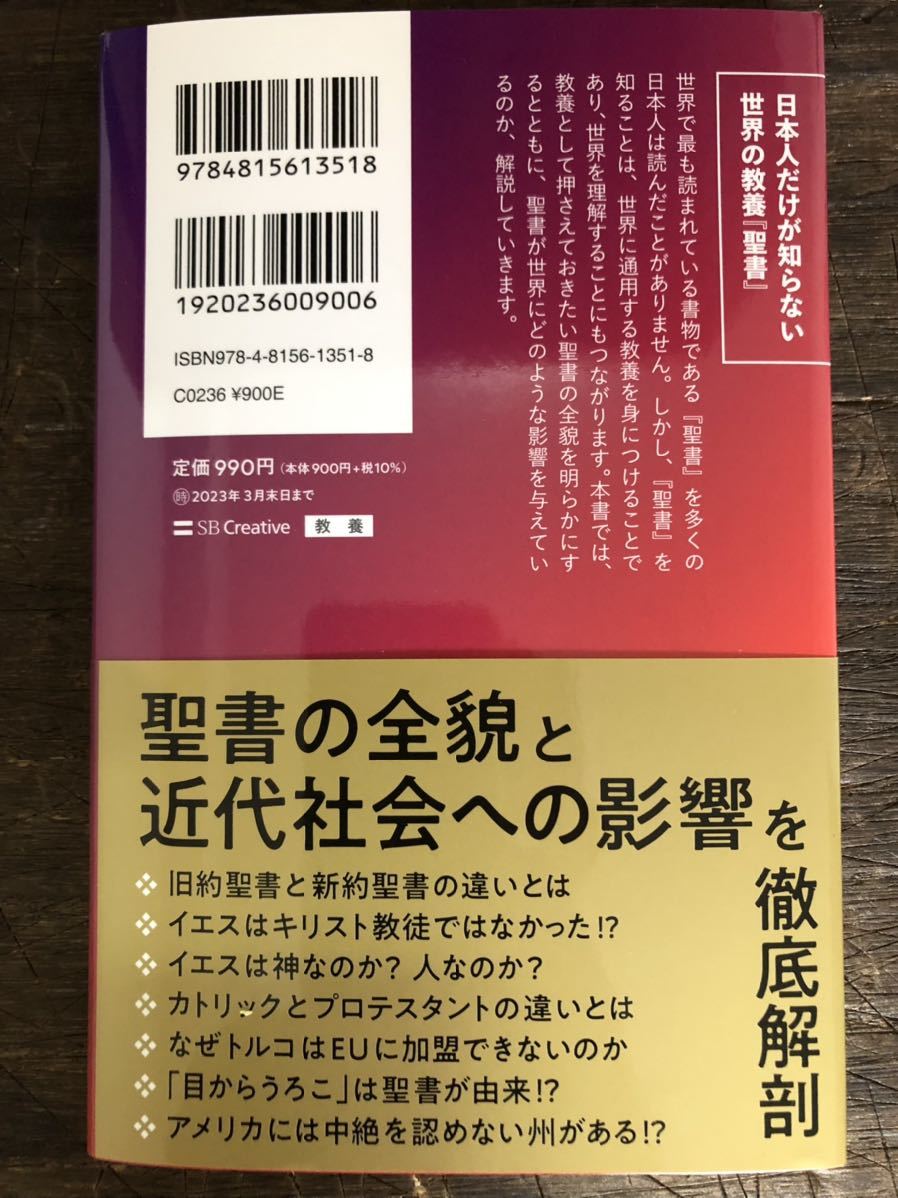 日本人だけが知らない
世界の教養『聖書』
世界で最も読まれている書物である『聖書』を多くの
日本人は読んだことがありません。しかし、『聖書』を
知ることは、世界に通用する教養を身につけることで
あり、世界を理解することにもつながります。本書では、
教養として押さえておきたい聖書の全貌を明らかにす
るとともに、聖書が世界にどのような影響を与えてい
るのか、解説していきます。
9784815613518
1920236009006
ISBN978-4-8156-1351-8
C0236 ¥900E
定価 990円（本体900円+税10%）
㊕2023年3月末日まで
SB Creative 教養
聖書の全貌と
近代社会への影響を
徹底解剖
❖ 旧約聖書と新約聖書の違いとは
❖ イエスはキリスト教徒ではなかった!?
❖ イエスは神なのか? 人なのか?
❖ カトリックとプロテスタントの違いとは
❖ なぜトルコはEUに加盟できないのか
❖ 「目からうろこ」は聖書が由来!?
❖ アメリカには中絶を認めない州がある!?